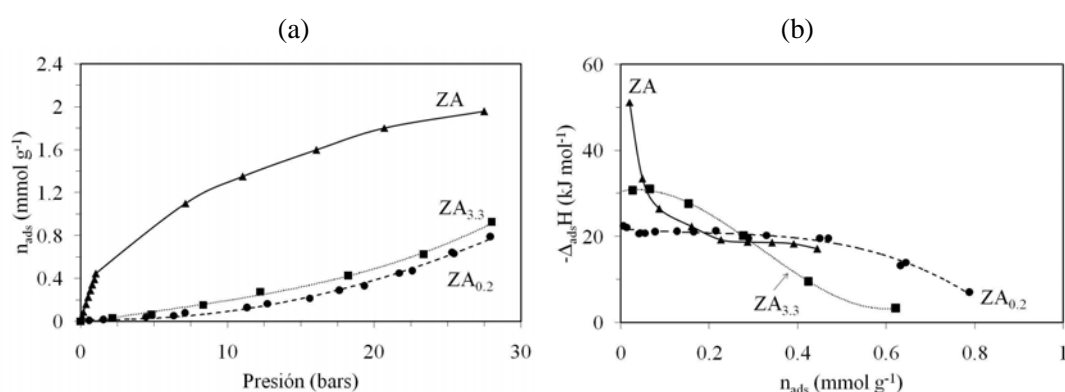 (a)
(b)
n_ads (mmol g⁻¹)
2.4
2
1.6
1.2
0.8
0.4
0
ZA
ZA₃.₃
ZA₀.₂
0
10
20
30
Presión (bars)
-Δ_adsH (kJ mol⁻¹)
60
40
20
0
ZA
ZA₃.₃
ZA₀.₂
0
0.2
0.4
0.6
0.8
1
n_ads (mmol g⁻¹)